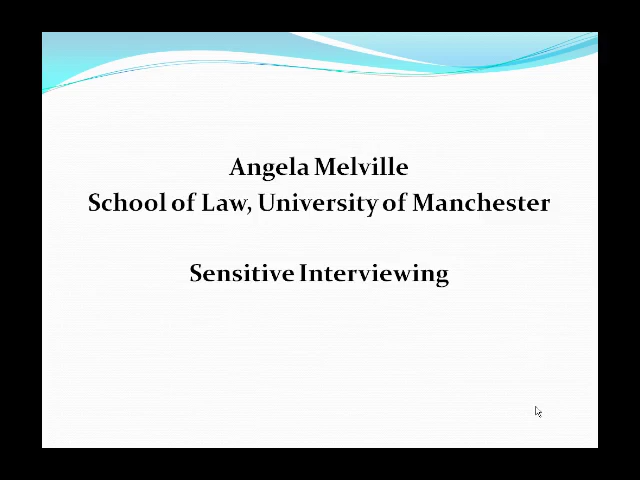 Angela Melville
School of Law, University of Manchester
Sensitive Interviewing